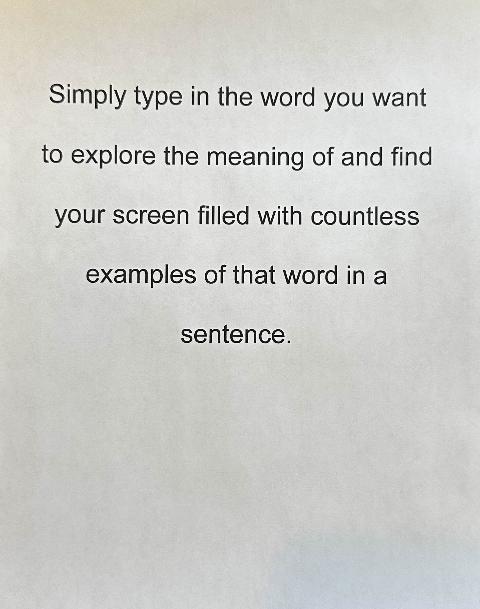 Simply type in the word you want
to explore the meaning of and find
your screen filled with countless
examples of that word in a
sentence.